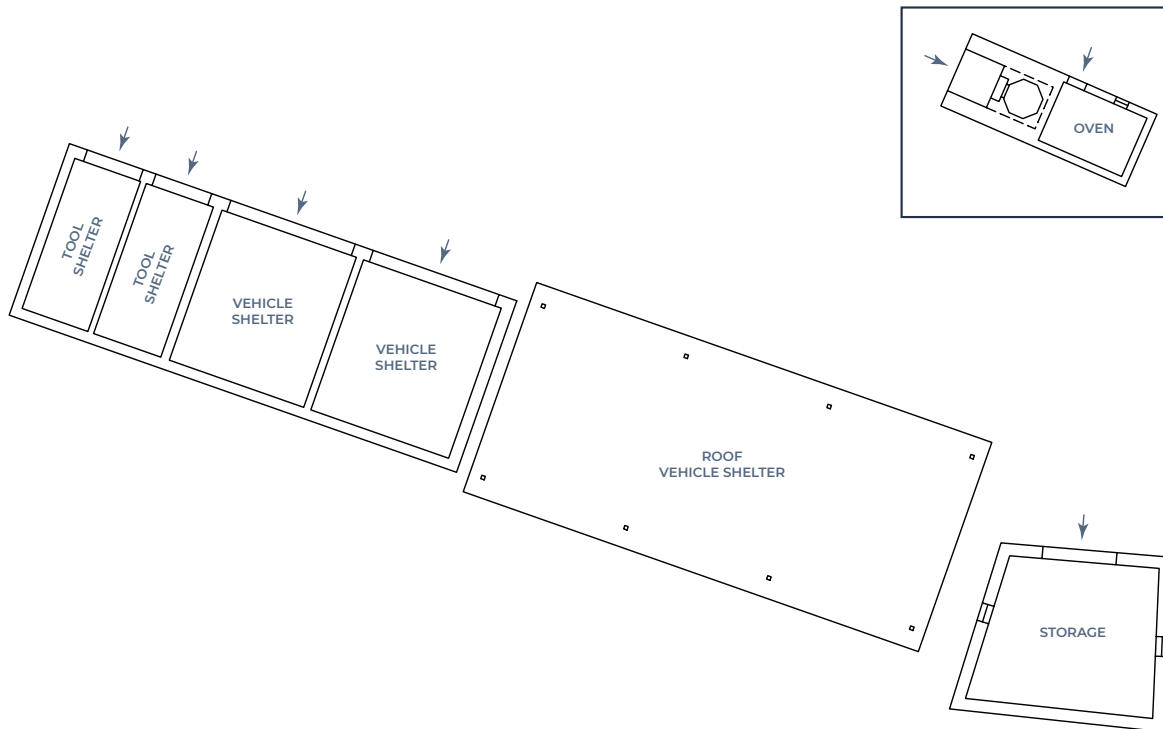 OVEN
TOOL
SHELTER
TOOL
SHELTER
VEHICLE
SHELTER
VEHICLE
SHELTER
ROOF
VEHICLE SHELTER
STORAGE